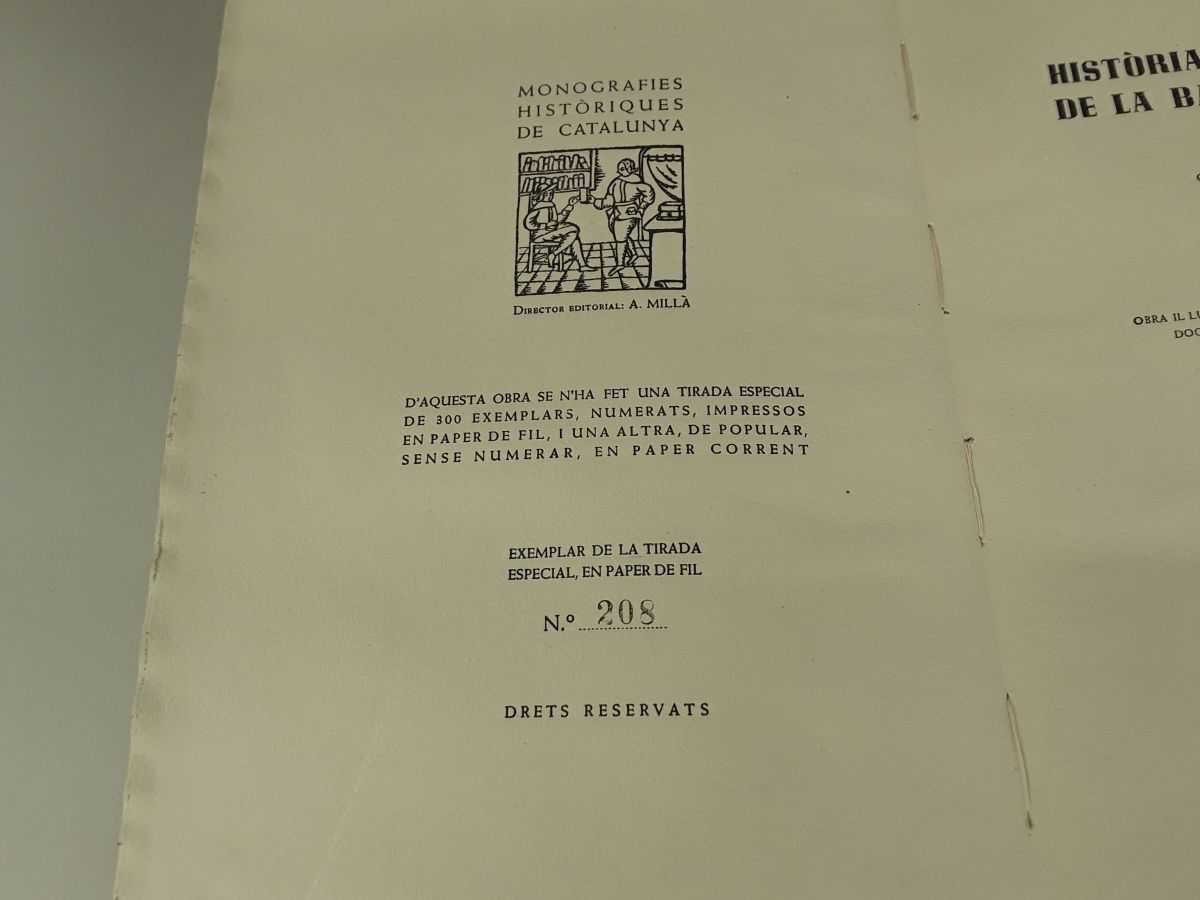 MONOGRAFIES
HISTÒRIQUES
DE CATALUNYA
DIRECTOR EDITORIAL: A. MILLÀ
D'AQUESTA OBRA SE N'HA FET UNA TIRADA ESPECIAL
DE 300 EXEMPLARS, NUMERATS, IMPRESSOS
EN PAPER DE FIL, I UNA ALTRA, DE POPULAR,
SENSE NUMERAR, EN PAPER CORRENT
EXEMPLAR DE LA TIRADA
ESPECIAL, EN PAPER DE FIL
N.º 208
DRETS RESERVATS
HISTÒRIA
DE LA
OBRA